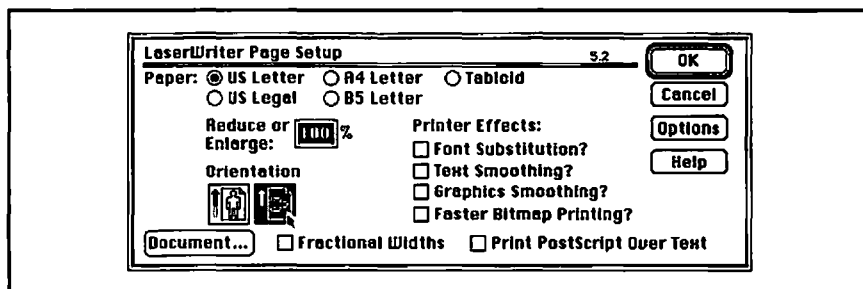 LaserWriter Page Setup 5.2 OK
Paper: US Letter A4 Letter Tabloid
US Legal B5 Letter Cancel
Reduce or Enlarge: 100 % Printer Effects: Options
Font Substitution?
Orientation Text Smoothing? Help
Graphics Smoothing?
Faster Bitmap Printing?
Document... Fractional Widths Print PostScript Over Text